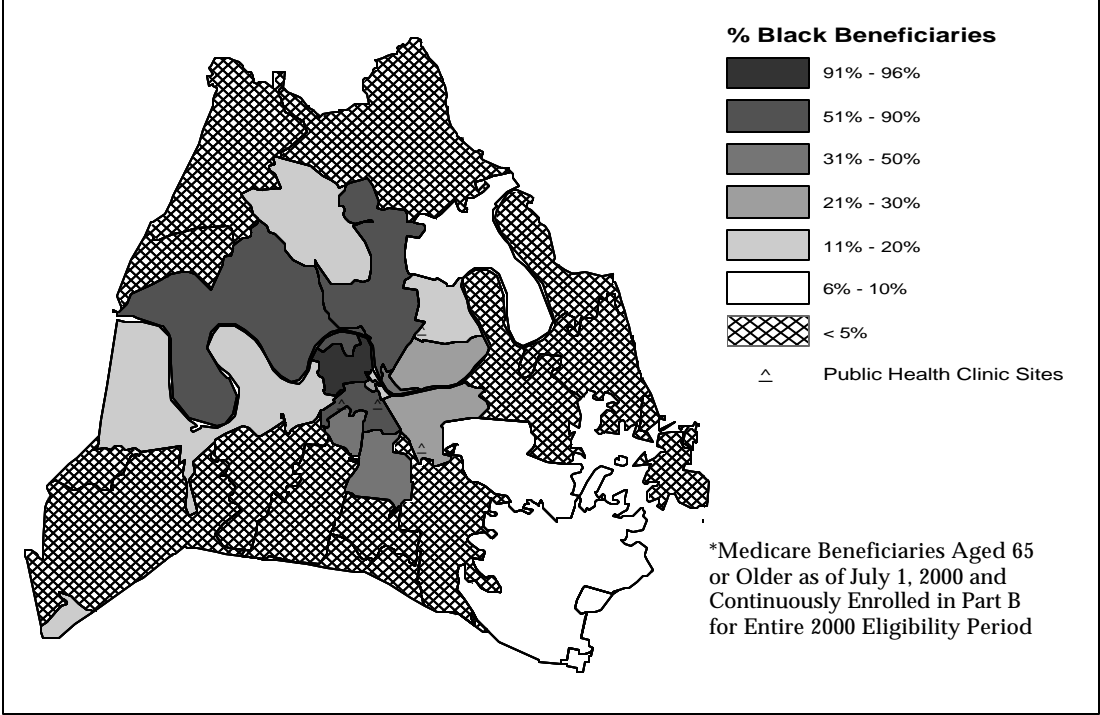 % Black Beneficiaries
91% - 96%
51% - 90%
31% - 50%
21% - 30%
11% - 20%
6% - 10%
< 5%
^ Public Health Clinic Sites
*Medicare Beneficiaries Aged 65
or Older as of July 1, 2000 and
Continuously Enrolled in Part B
for Entire 2000 Eligibility Period